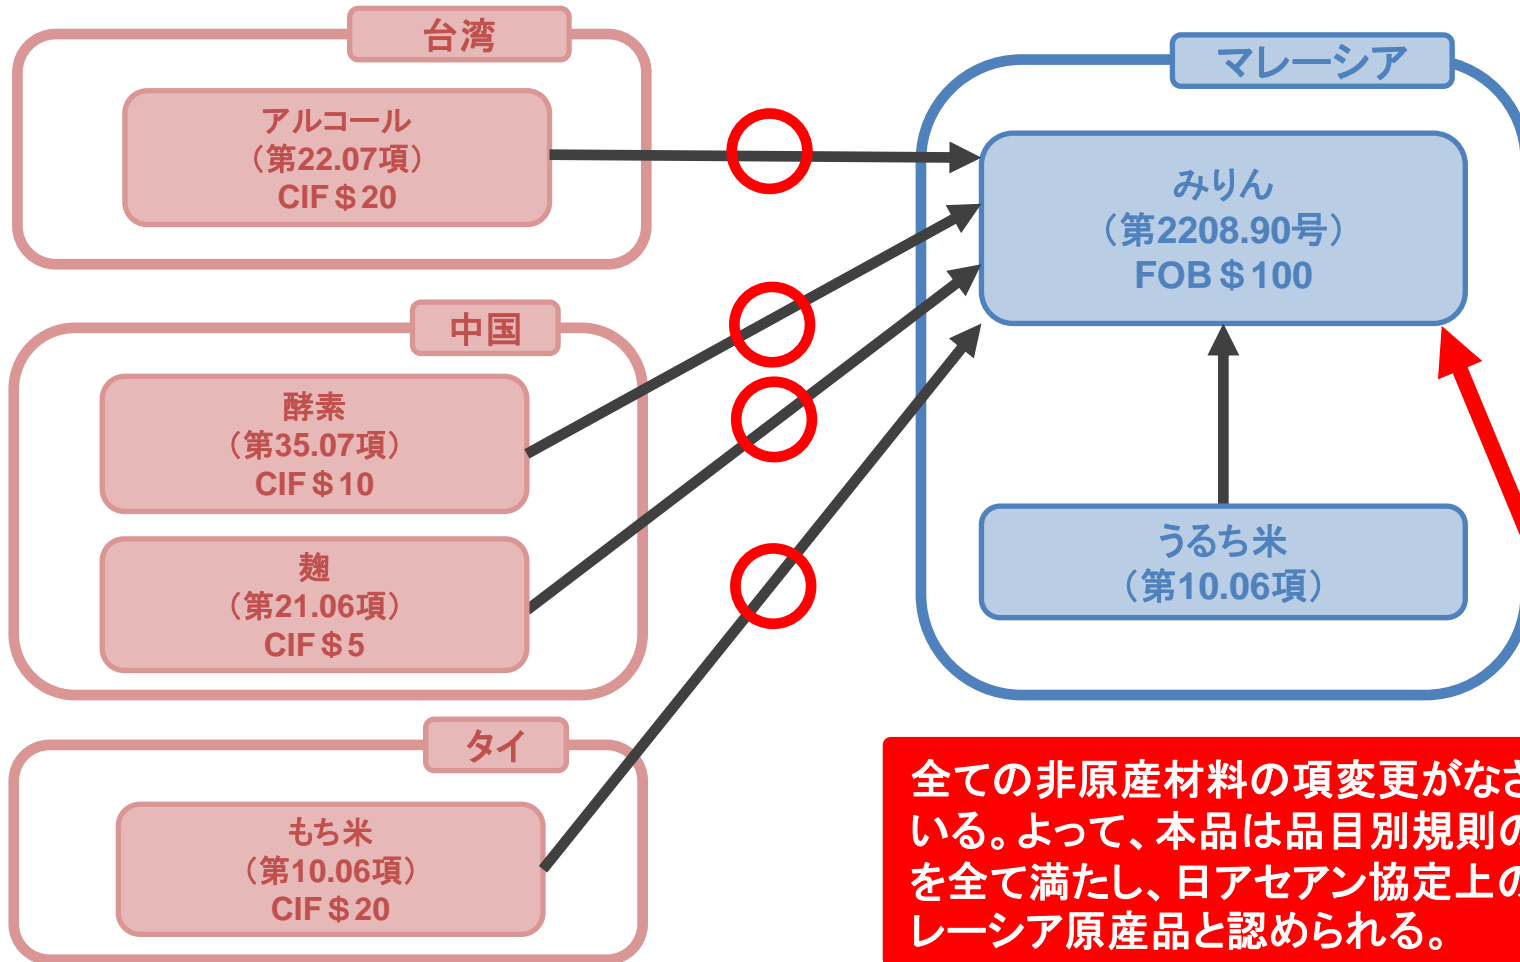 台湾
アルコール
（第22.07項）
CIF＄20
中国
酵素
（第35.07項）
CIF＄10
麹
（第21.06項）
CIF＄5
タイ
もち米
（第10.06項）
CIF＄20
マレーシア
みりん
（第2208.90号）
FOB＄100
うるち米
（第10.06項）
全ての非原産材料の項変更がなさ
いる。よって、本品は品目別規則の
を全て満たし、日アセアン協定上の
レーシア原産品と認められる。